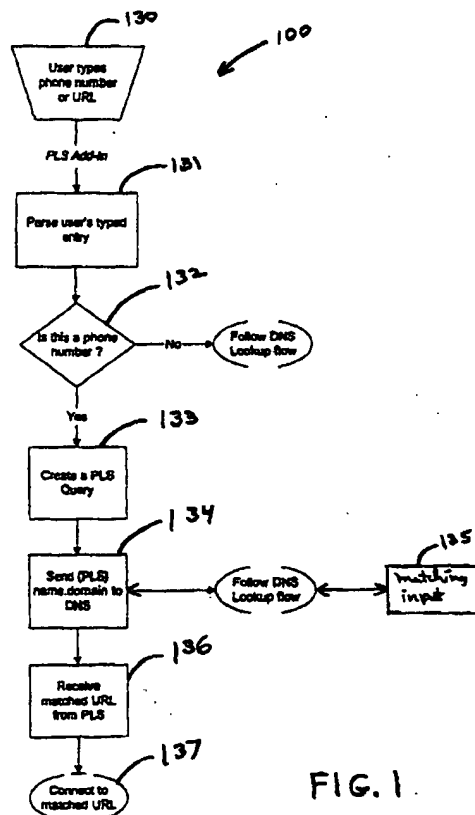 130
100
User types
phone number
or URL
PLS Add-In
131
Parse user's typed
entry
132
Is this a phone
number ?
No
Follow DNS
Lookup flow
Yes
133
Create a PLS
Query
134
Send (PLS)
name.domain to
DNS
Follow DNS
Lookup flow
135
matching
input
136
Receive
matched URL
from PLS
137
Connect to
matched URL
FIG. 1